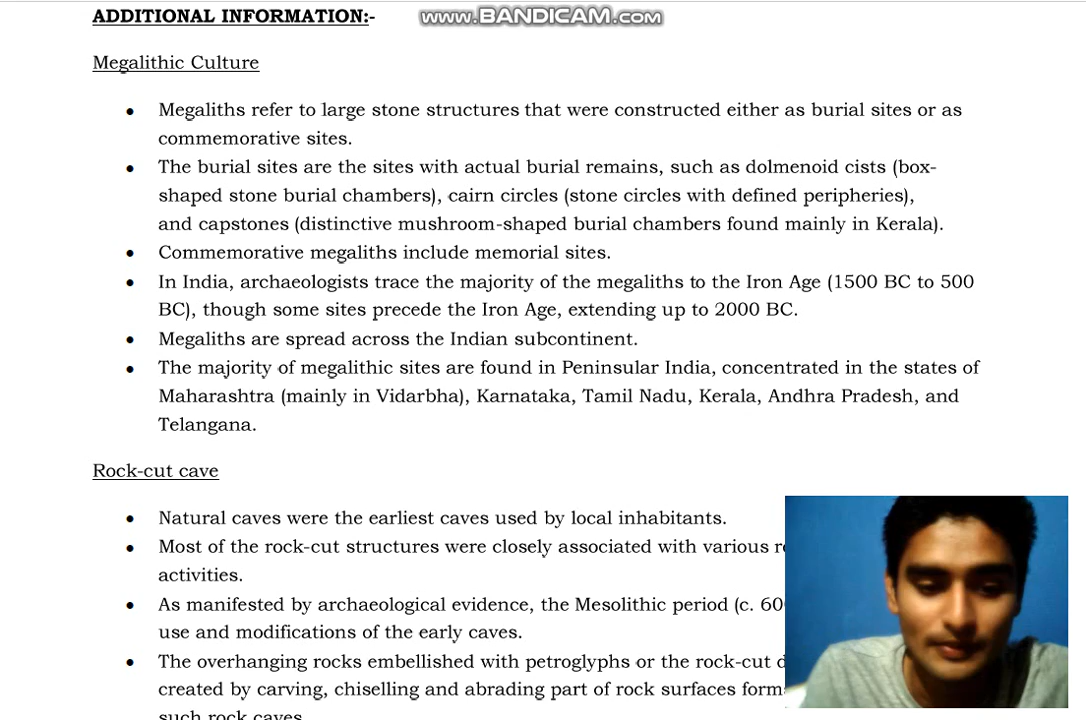 ADDITIONAL INFORMATION:-
www.BANDICAM.com
Megalithic Culture
• Megaliths refer to large stone structures that were constructed either as burial sites or as
commemorative sites.
• The burial sites are the sites with actual burial remains, such as dolmenoid cists (box-
shaped stone burial chambers), cairn circles (stone circles with defined peripheries),
and capstones (distinctive mushroom-shaped burial chambers found mainly in Kerala).
• Commemorative megaliths include memorial sites.
• In India, archaeologists trace the majority of the megaliths to the Iron Age (1500 BC to 500
BC), though some sites precede the Iron Age, extending up to 2000 BC.
• Megaliths are spread across the Indian subcontinent.
• The majority of megalithic sites are found in Peninsular India, concentrated in the states of
Maharashtra (mainly in Vidarbha), Karnataka, Tamil Nadu, Kerala, Andhra Pradesh, and
Telangana.
Rock-cut cave
• Natural caves were the earliest caves used by local inhabitants.
• Most of the rock-cut structures were closely associated with various
activities.
• As manifested by archaeological evidence, the Mesolithic period (c.
use and modifications of the early caves.
• The overhanging rocks embellished with petroglyphs or the rock-cut
created by carving, chiselling and abrading part of rock surfaces
such rock caves